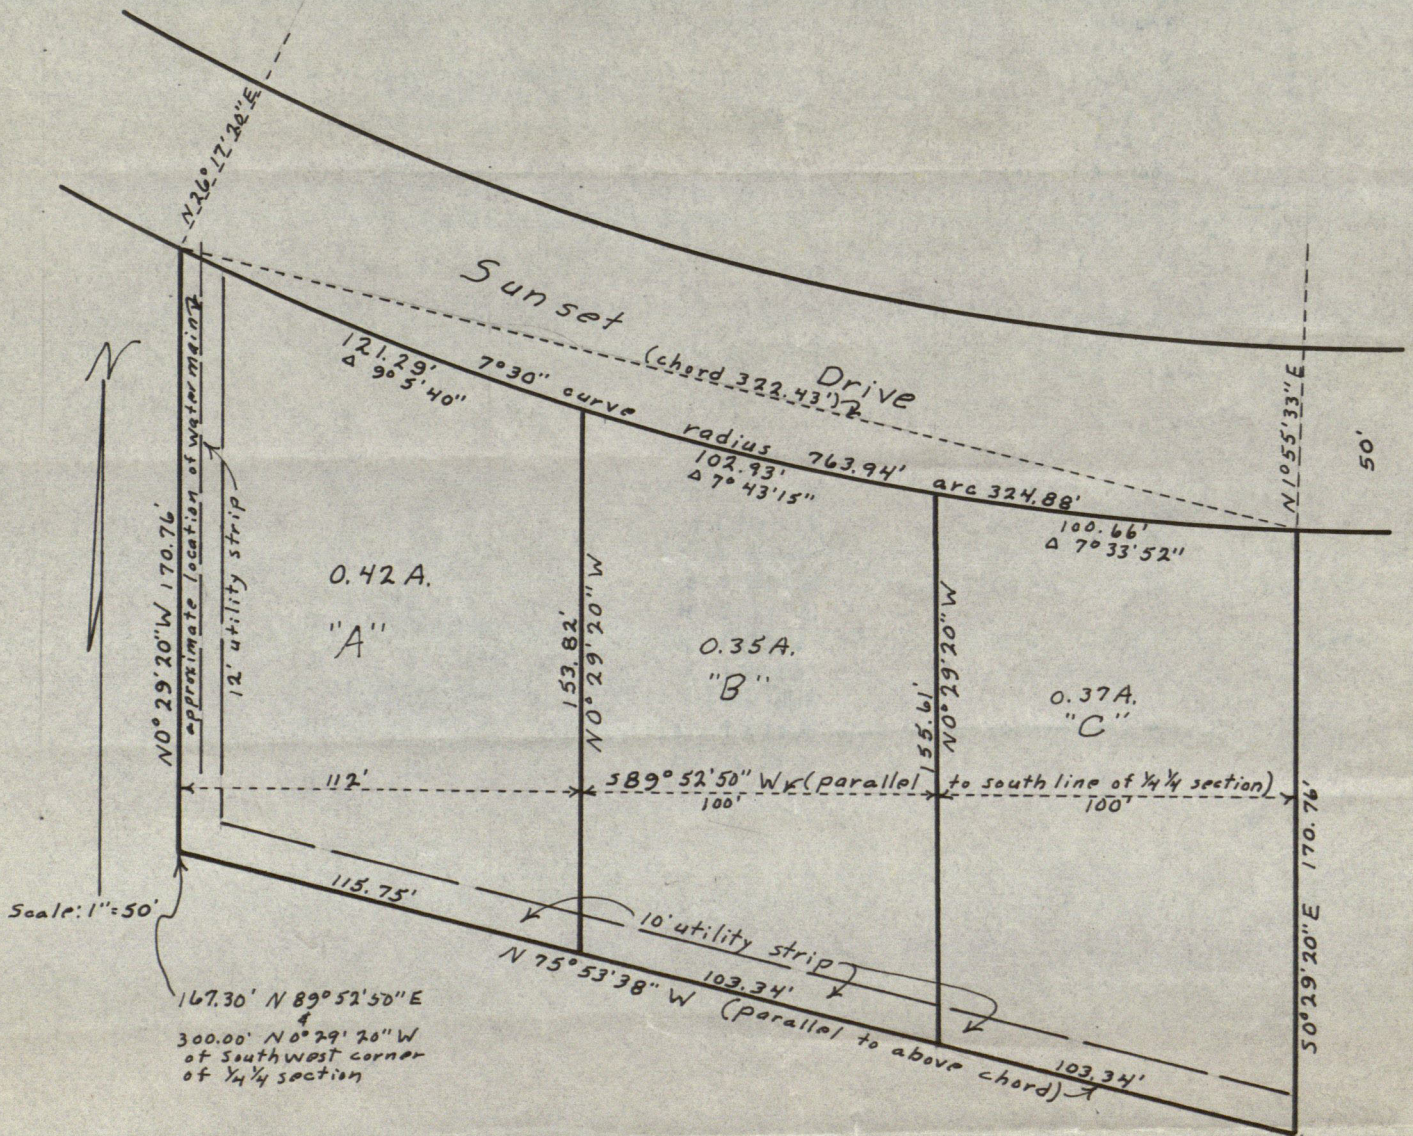 N 26° 17' 20" E
Sunset
Drive
(chord 322.43')
121.29'
Δ 9° 5' 40"
7° 30" curve
radius 763.94'
arc 324.88'
102.93'
Δ 7° 43' 15"
100.66'
Δ 7° 33' 52"
N 1° 55' 33" E
50'
N
N 0° 29' 20" W 170.76'
approximate location of water main
12' utility strip
0.42 A.
"A"
153.82'
N 0° 29' 20" W
0.35 A.
"B"
155.61'
N 0° 29' 20" W
0.37 A.
"C"
112'
S 89° 52' 50" W (parallel to south line of ¼ ¼ section)
100'
100'
S 0° 29' 20" E 170.76'
115.75'
10' utility strip
N 75° 53' 38" W (parallel to above chord)
103.34'
103.34'
Scale: 1" = 50'
167.30' N 89° 52' 50" E
&
300.00' N 0° 29' 20" W
of Southwest corner
of ¼ ¼ section